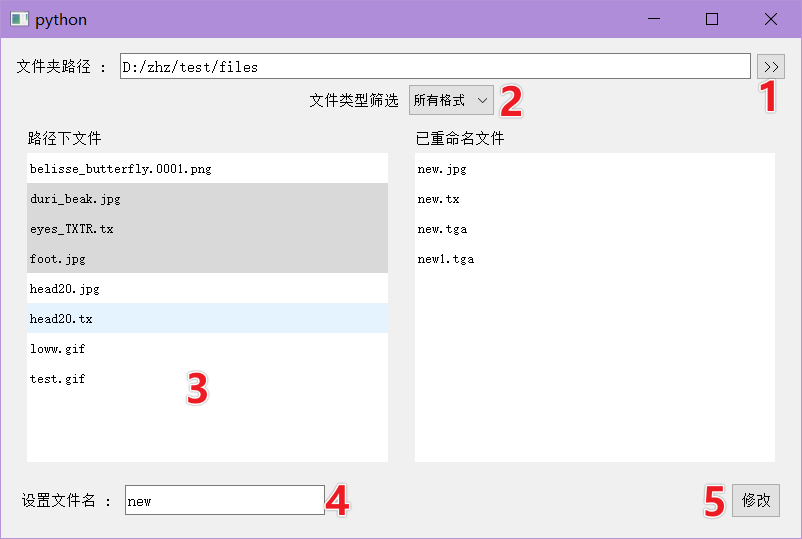 python
文件夹路径 : D:/zhz/test/files >>
1
文件类型筛选 所有格式 2
路径下文件 已重命名文件
belisse_butterfly.0001.png new.jpg
duri_beak.jpg new.tx
eyes_TXTR.tx new.tga
foot.jpg new1.tga
head20.jpg
head20.tx
loww.gif
test.gif
3
设置文件名 : new 4 5 修改